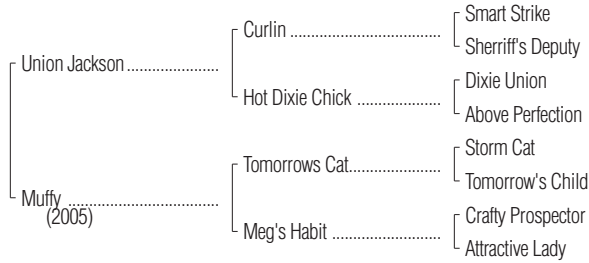 Smart Strike
Curlin ....................................
Sherriff's Deputy
Union Jackson......................
Dixie Union
Hot Dixie Chick ....................
Above Perfection
Storm Cat
Tomorrows Cat......................
Tomorrow's Child
Muffy ....................................
(2005)
Crafty Prospector
Meg's Habit ..........................
Attractive Lady